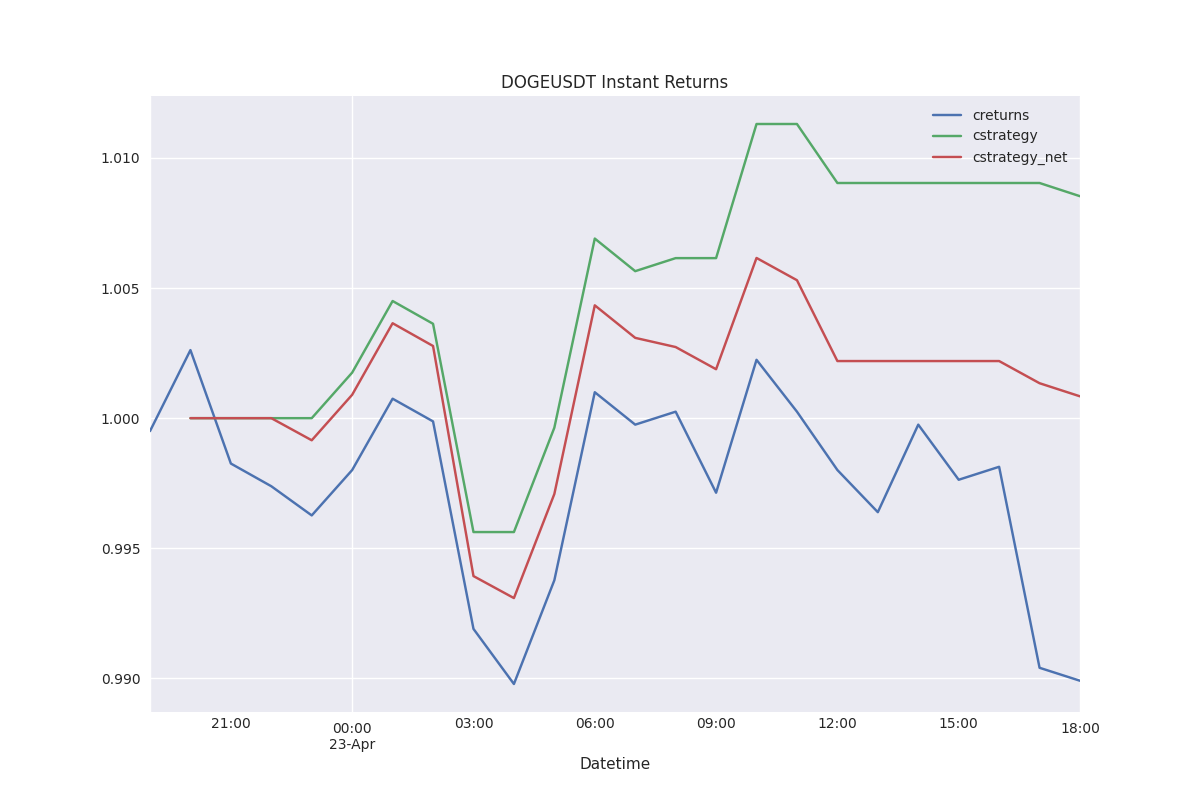 DOGEUSDT Instant Returns
creturns
cstrategy
cstrategy_net
1.010
1.005
1.000
0.995
0.990
21:00
00:00
23-Apr
03:00
06:00
09:00
12:00
15:00
18:00
Datetime